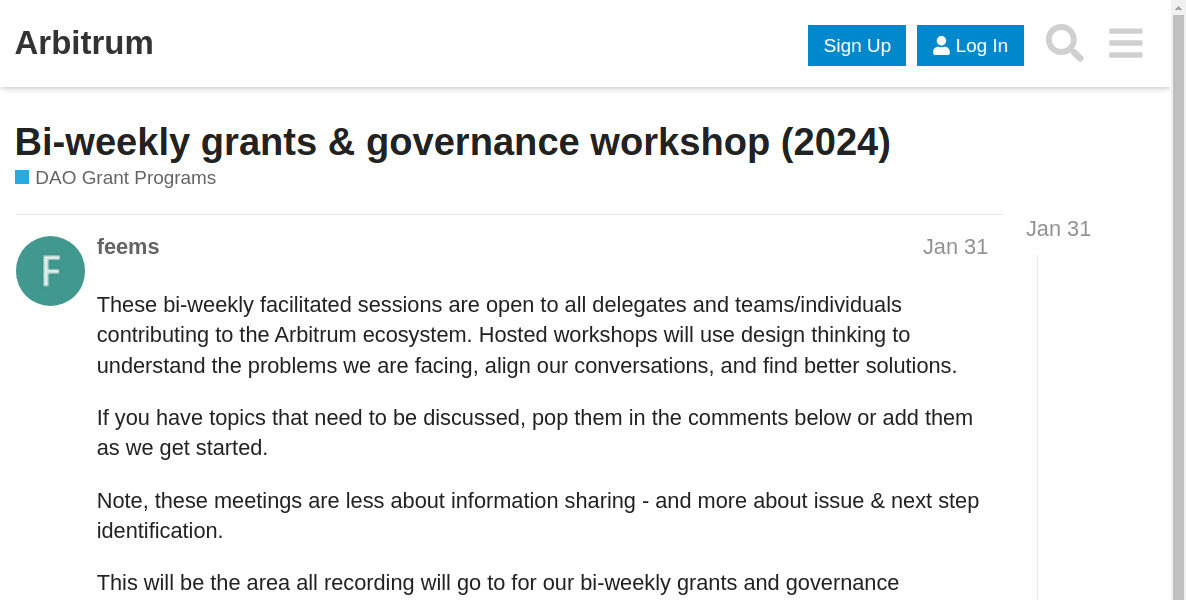 Arbitrum
Sign Up
Log In
Bi-weekly grants & governance workshop (2024)
DAO Grant Programs
Jan 31
F
feems
Jan 31
These bi-weekly facilitated sessions are open to all delegates and teams/individuals
contributing to the Arbitrum ecosystem. Hosted workshops will use design thinking to
understand the problems we are facing, align our conversations, and find better solutions.
If you have topics that need to be discussed, pop them in the comments below or add them
as we get started.
Note, these meetings are less about information sharing - and more about issue & next step
identification.
This will be the area all recording will go to for our bi-weekly grants and governance